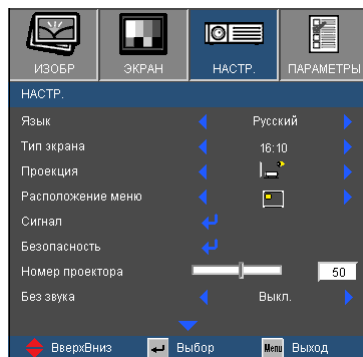 ИЗОБР ЭКРАН НАСТР. ПАРАМЕТРЫ
НАСТР.
Язык Русский
Тип экрана 16:10
Проекция
Расположение меню
Сигнал
Безопасность
Номер проектора 50
Без звука Выкл.
ВверхВниз Выбор Menu Выход